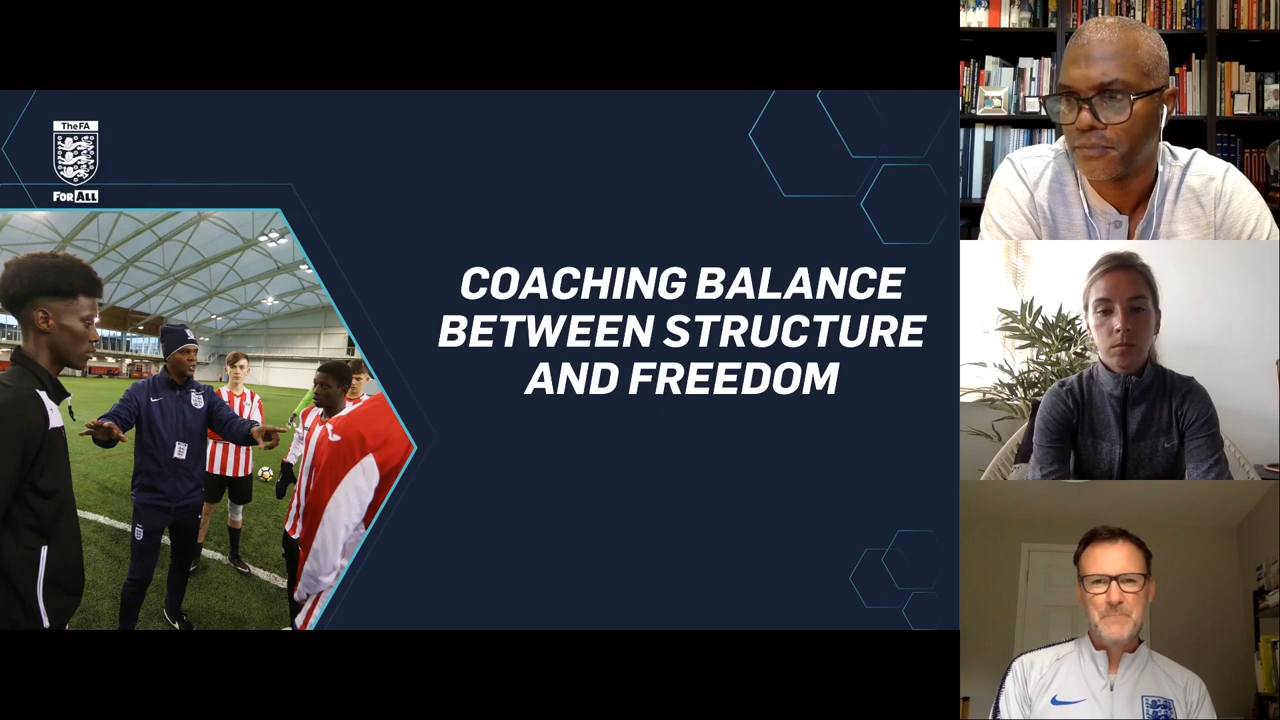 TheFA
FOR ALL
COACHING BALANCE
BETWEEN STRUCTURE
AND FREEDOM